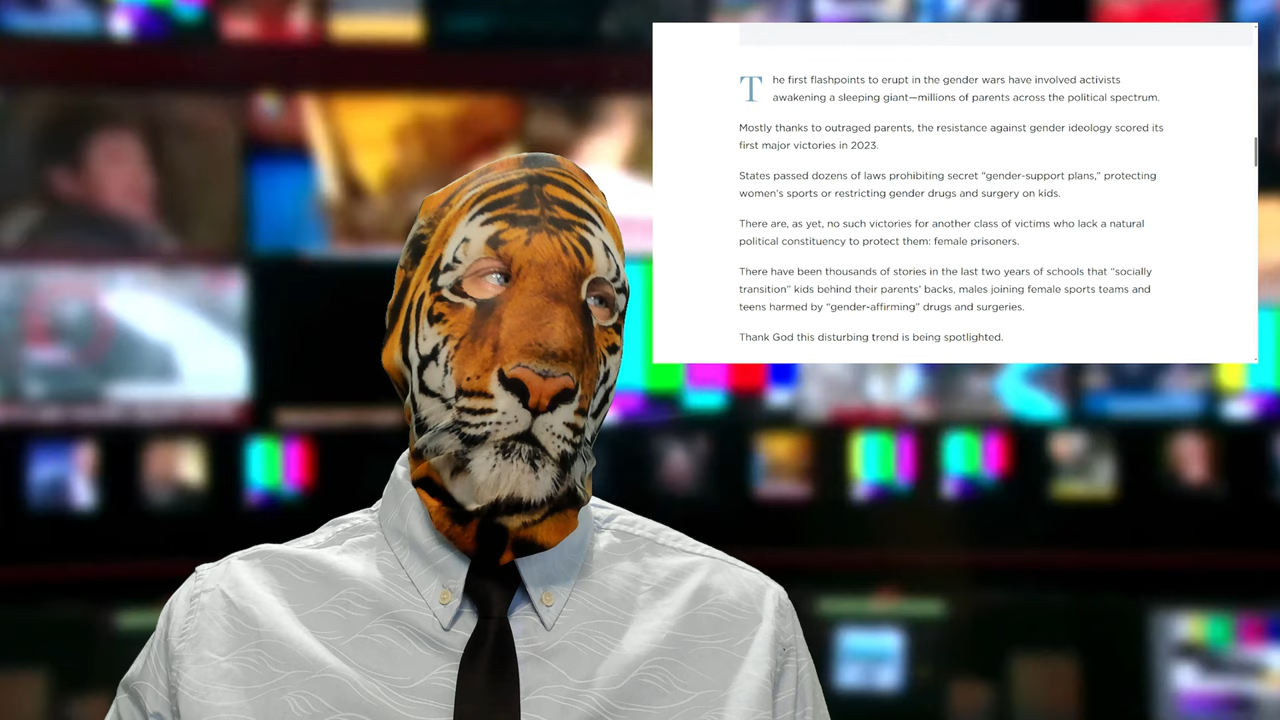 The first flashpoints to erupt in the gender wars have involved activists
awakening a sleeping giant—millions of parents across the political spectrum.
Mostly thanks to outraged parents, the resistance against gender ideology scored its
first major victories in 2023.
States passed dozens of laws prohibiting secret “gender-support plans,” protecting
women’s sports or restricting gender drugs and surgery on kids.
There are, as yet, no such victories for another class of victims who lack a natural
political constituency to protect them: female prisoners.
There have been thousands of stories in the last two years of schools that “socially
transition” kids behind their parents’ backs, males joining female sports teams and
teens harmed by “gender-affirming” drugs and surgeries.
Thank God this disturbing trend is being spotlighted.